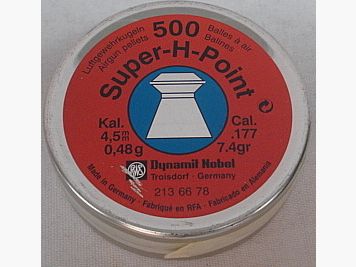 Luftgewehrkugeln 500 Balles à air
Airgun pellets Balines
Super-H-Point
Kal. Cal.
4,5mm .177
0,48g 7.4gr
RWS Dynamit Nobel
Troisdorf · Germany
213 66 78
Made in Germany · Fabriqué en RFA · Fabricado en Alemania